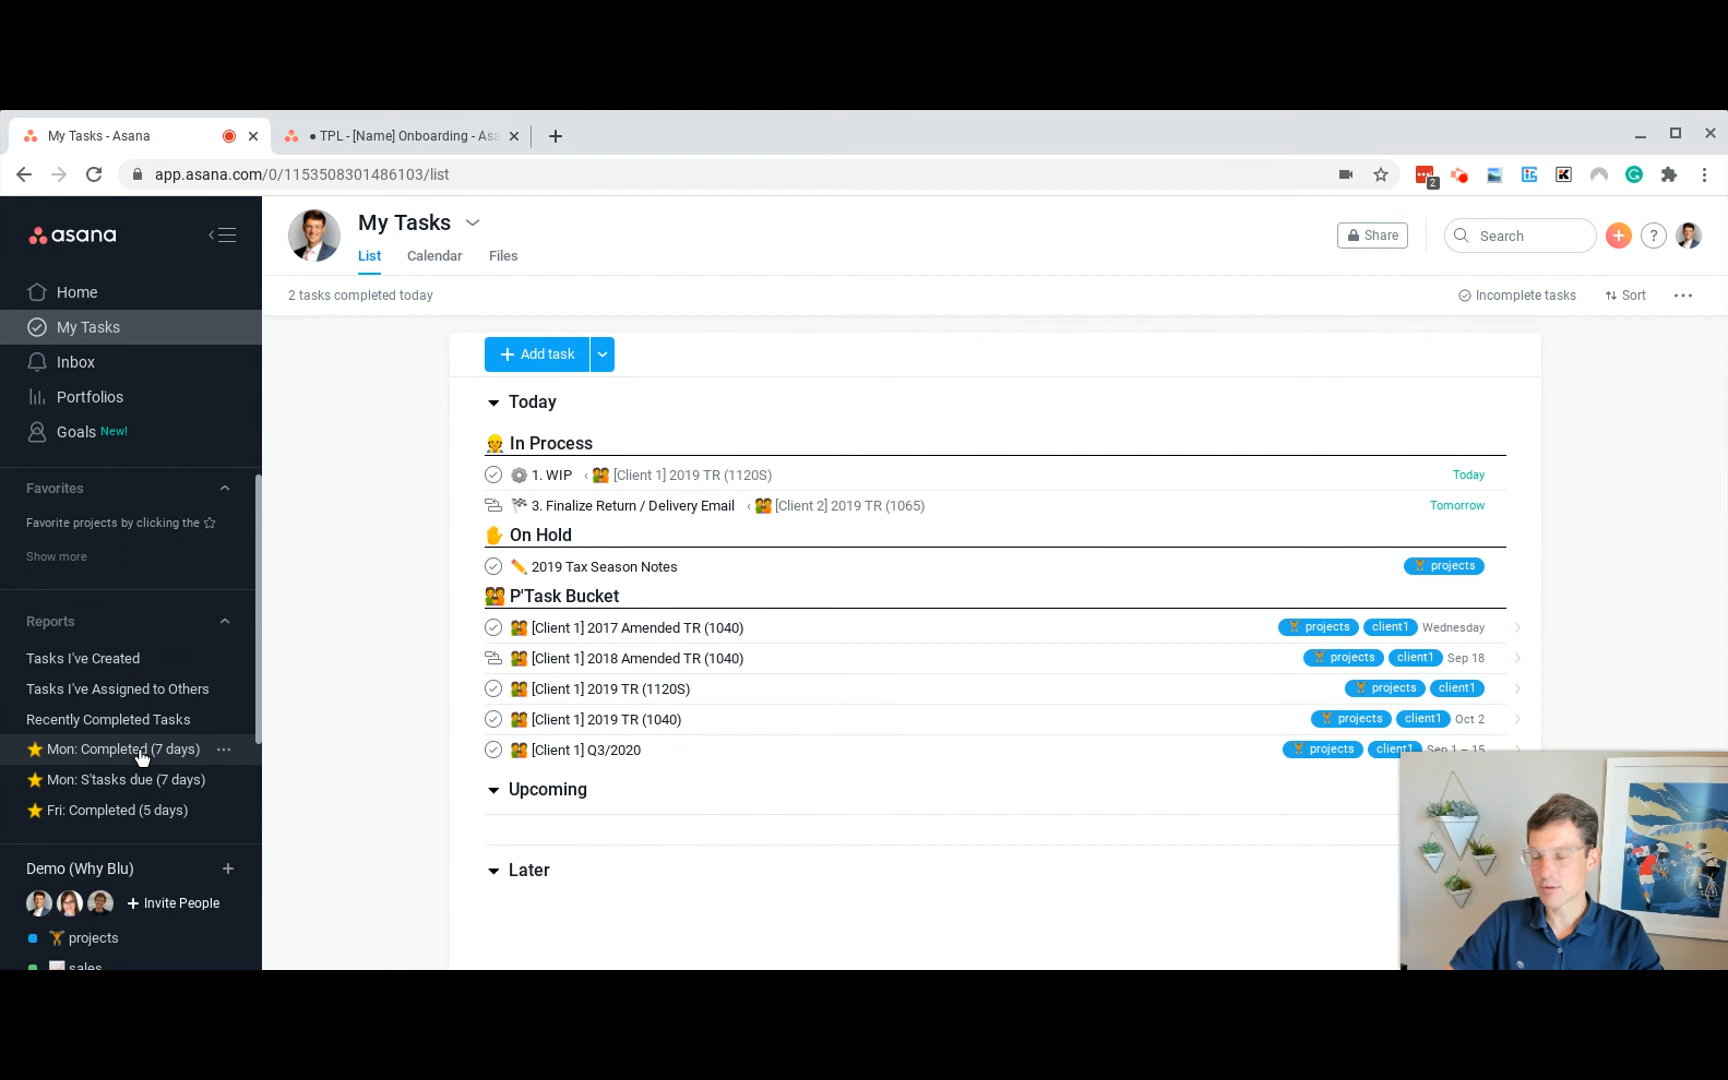 My Tasks - Asana
● TPL - [Name] Onboarding - Asa
app.asana.com/0/1153508301486103/list
2
asana
Home
My Tasks
Inbox
Portfolios
Goals New!
Favorites
Favorite projects by clicking the ☆
Show more
Reports
Tasks I've Created
Tasks I've Assigned to Others
Recently Completed Tasks
⭐ Mon: Completed (7 days)
⭐ Mon: S'tasks due (7 days)
⭐ Fri: Completed (5 days)
Demo (Why Blu)
+ Invite People
projects
sales
My Tasks
List Calendar Files
Share
Search
?
2 tasks completed today
Incomplete tasks
Sort
+ Add task
Today
In Process
1. WIP ‹ [Client 1] 2019 TR (1120S) Today
3. Finalize Return / Delivery Email ‹ [Client 2] 2019 TR (1065) Tomorrow
On Hold
2019 Tax Season Notes projects
P'Task Bucket
[Client 1] 2017 Amended TR (1040) projects client1 Wednesday
[Client 1] 2018 Amended TR (1040) projects client1 Sep 18
[Client 1] 2019 TR (1120S) projects client1
[Client 1] 2019 TR (1040) projects client1 Oct 2
[Client 1] Q3/2020 projects client1 Sep 1 – 15
Upcoming
Later